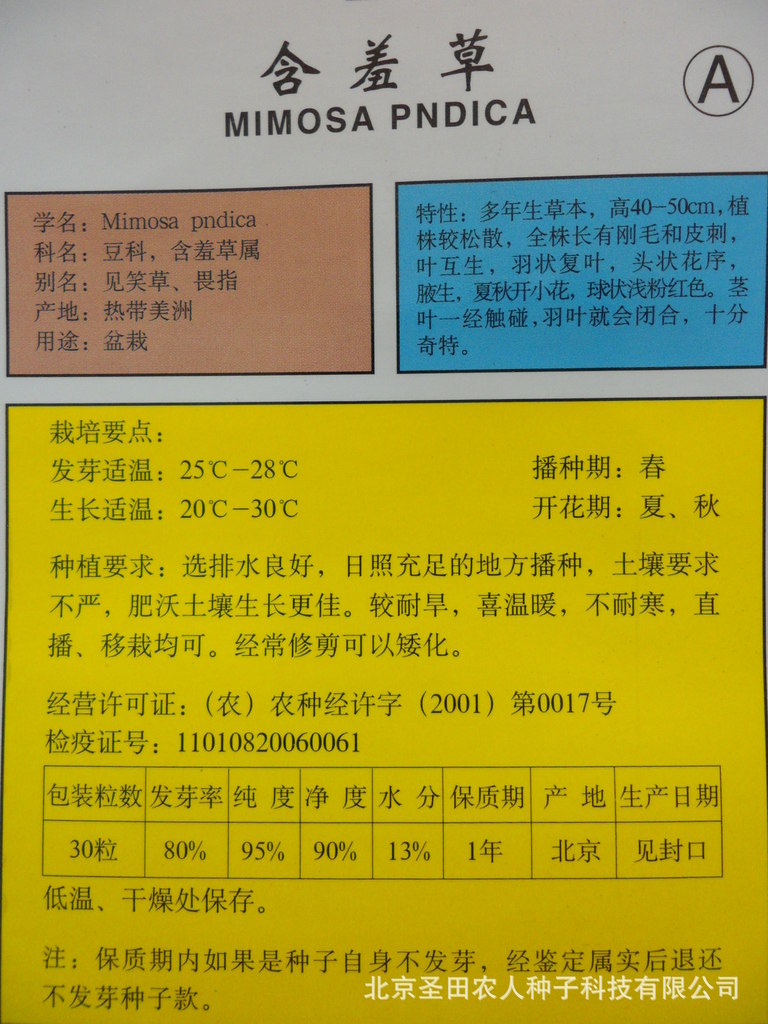 含羞草
MIMOSA PNDICA
A
学名：Mimosa pndica
科名：豆科，含羞草属
别名：见笑草、畏指
产地：热带美洲
用途：盆栽
特性：多年生草本，高40－50cm，植
株较松散，全株长有刚毛和皮刺，
叶互生，羽状复叶，头状花序，
腋生，夏秋开小花，球状浅粉红色。茎
叶一经触碰，羽叶就会闭合，十分
奇特。
栽培要点：
发芽适温：25℃－28℃ 播种期：春
生长适温：20℃－30℃ 开花期：夏、秋
种植要求：选排水良好，日照充足的地方播种，土壤要求
不严，肥沃土壤生长更佳。较耐旱，喜温暖，不耐寒，直
播、移栽均可。经常修剪可以矮化。
经营许可证：（农）农种经许字（2001）第0017号
检疫证号：11010820060061
包装粒数 发芽率 纯度 净度 水分 保质期 产地 生产日期
30粒 80% 95% 90% 13% 1年 北京 见封口
低温、干燥处保存。
注：保质期内如果是种子自身不发芽，经鉴定属实后退还
不发芽种子款。
北京圣田农人种子科技有限公司